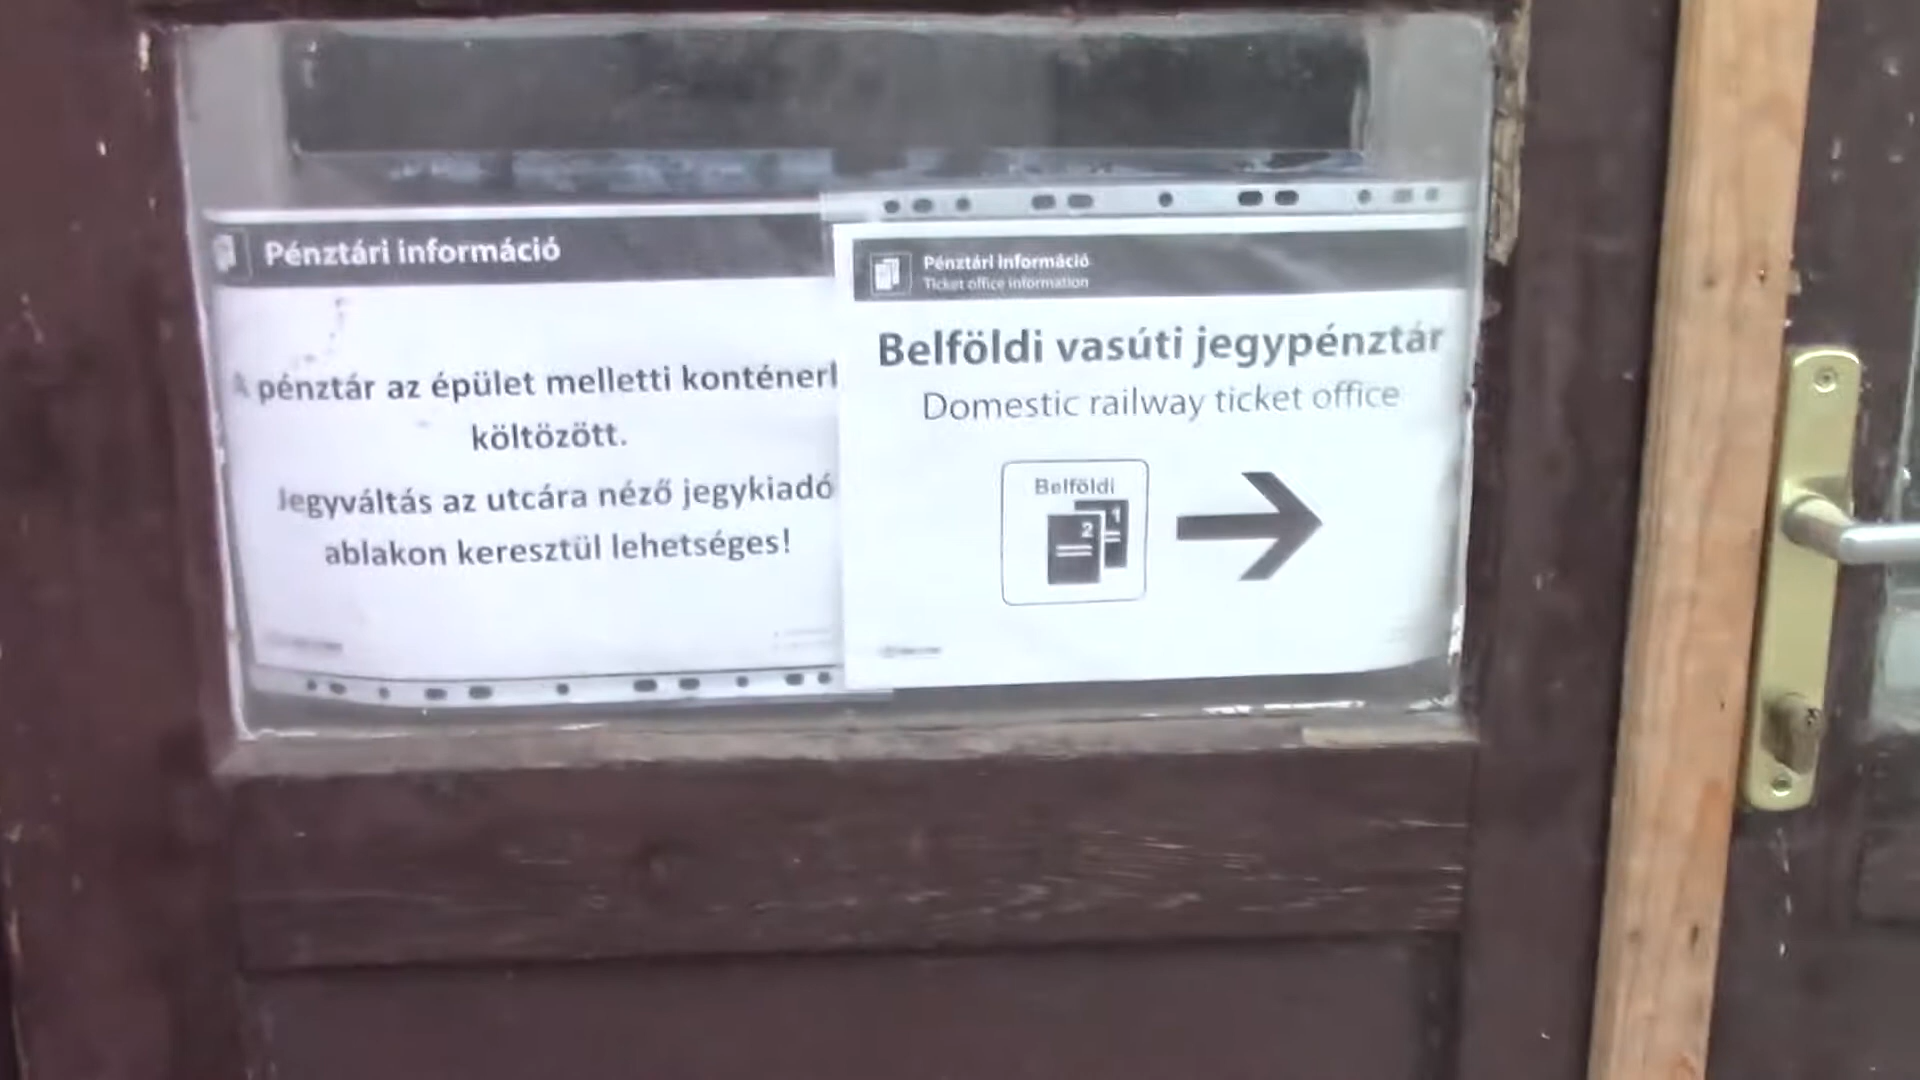 Pénztári információ
A pénztár az épület melletti konténerl
költözött.
Jegyváltás az utcára néző jegykiadó
ablakon keresztül lehetséges!
Pénztári információ
Ticket office information
Belföldi vasúti jegypénztár
Domestic railway ticket office
Belföldi
1
2